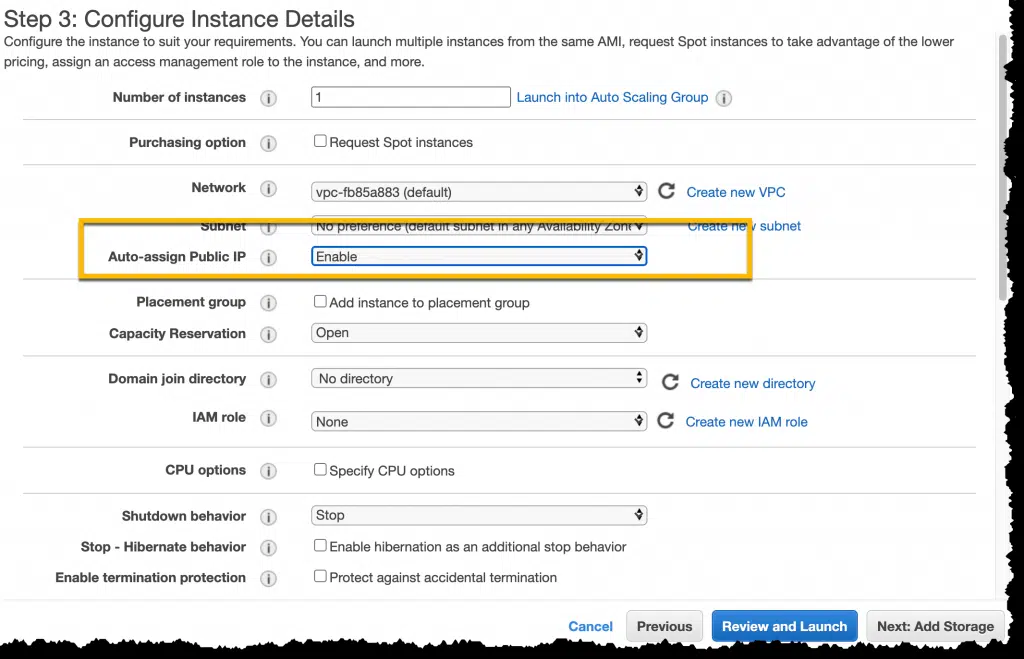 Step 3: Configure Instance Details
Configure the instance to suit your requirements. You can launch multiple instances from the same AMI, request Spot instances to take advantage of the lower
pricing, assign an access management role to the instance, and more.
Number of instances i 1 Launch into Auto Scaling Group i
Purchasing option i Request Spot instances
Network i vpc-fb85a883 (default) Create new VPC
Subnet i No preference (default subnet in any Availability Zone Create new subnet
Auto-assign Public IP i Enable
Placement group i Add instance to placement group
Capacity Reservation i Open
Domain join directory i No directory Create new directory
IAM role i None Create new IAM role
CPU options i Specify CPU options
Shutdown behavior i Stop
Stop - Hibernate behavior i Enable hibernation as an additional stop behavior
Enable termination protection i Protect against accidental termination
Cancel Previous Review and Launch Next: Add Storage